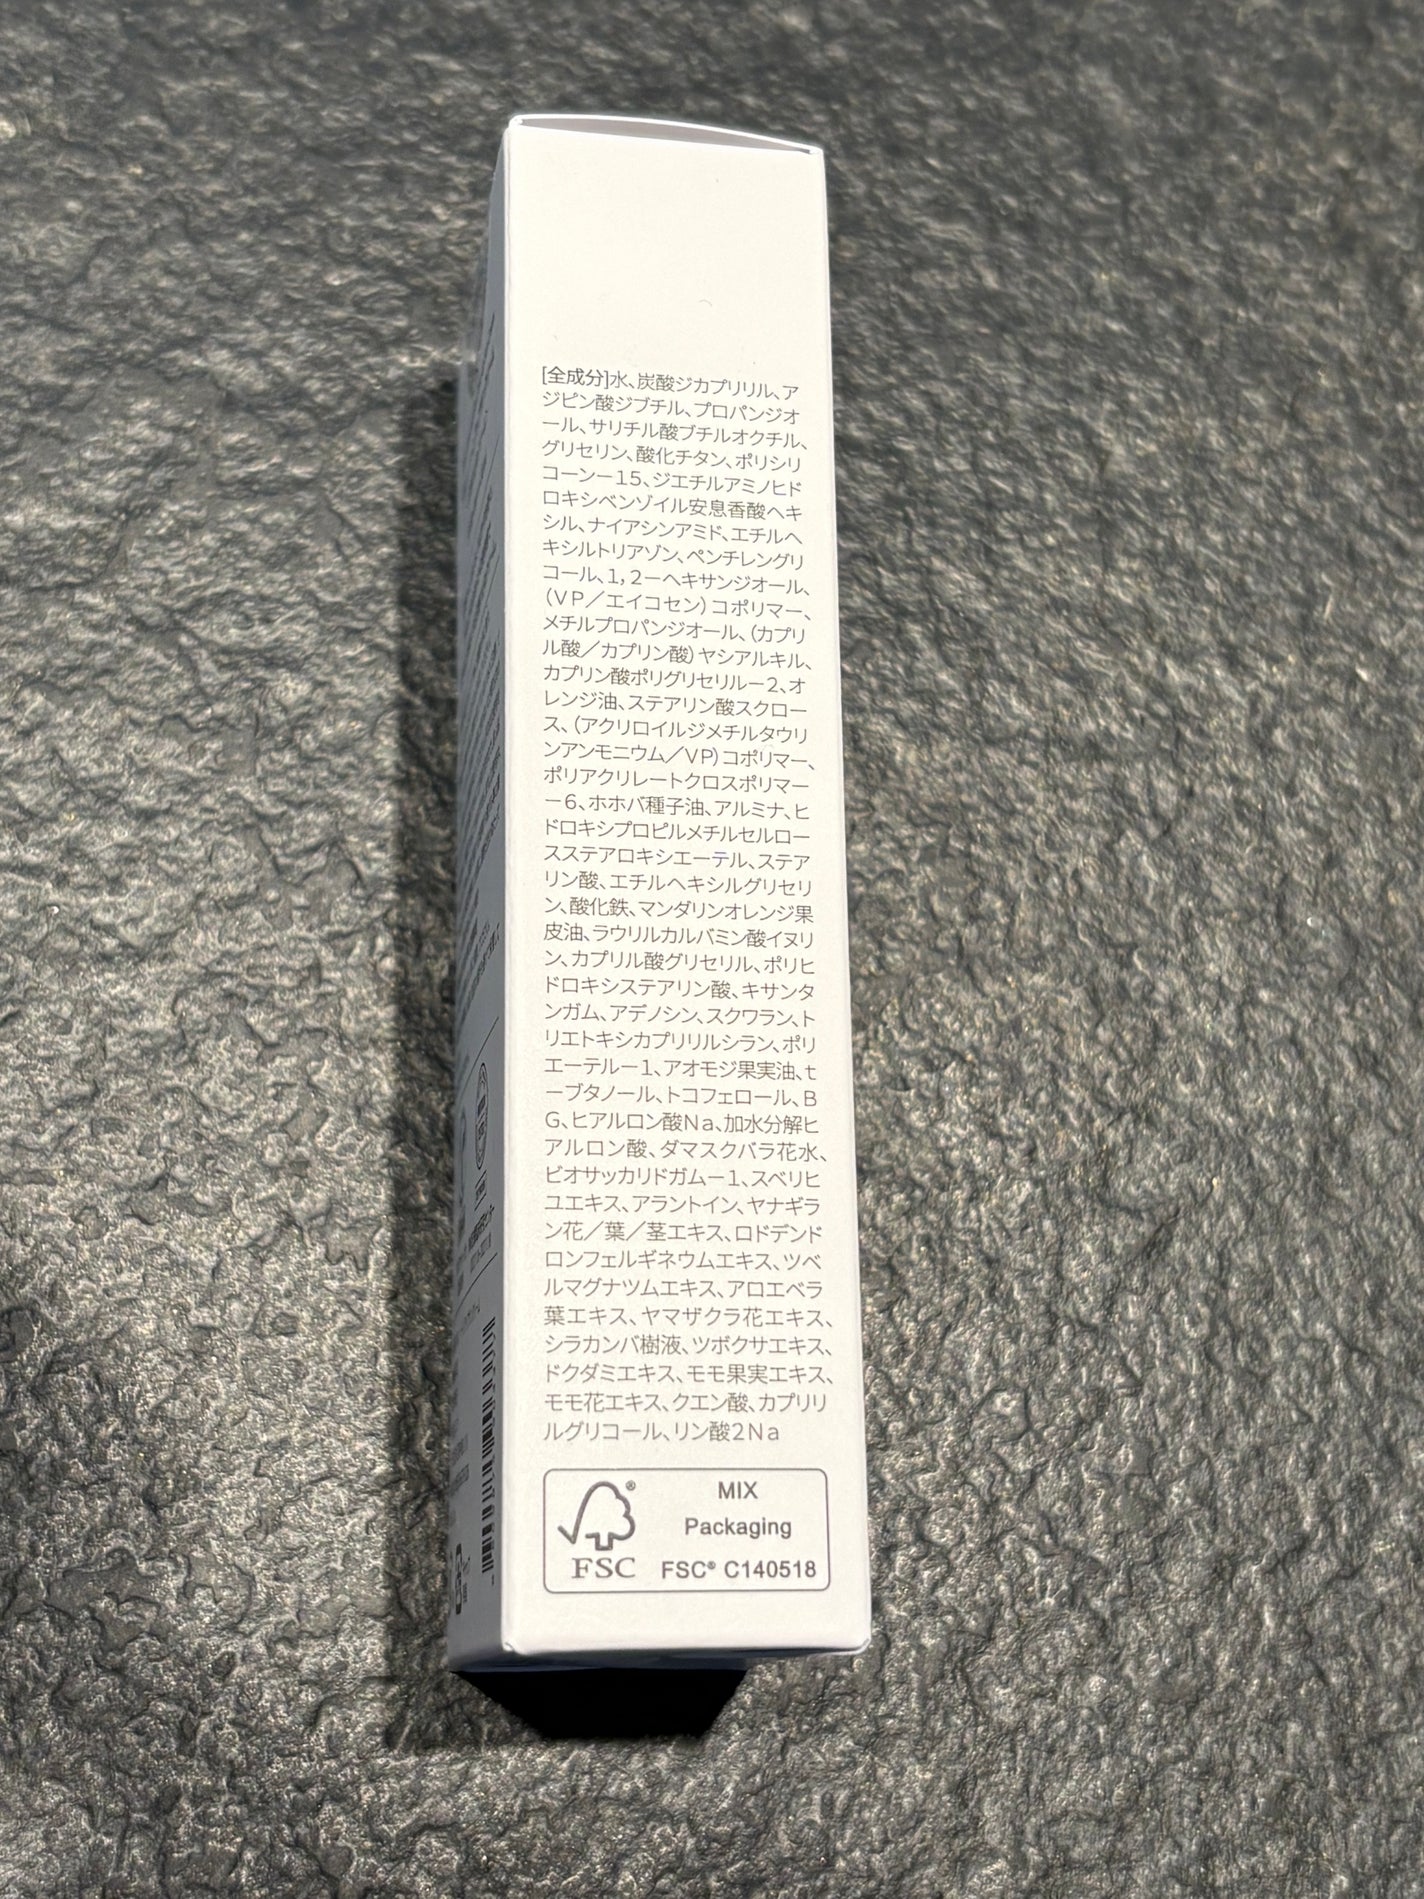 [全成分]水、炭酸ジカプリリル、ア
ジピン酸ジブチル、プロパンジオ
ール、サリチル酸ブチルオクチル、
グリセリン、酸化チタン、ポリシリ
コーン－15、ジエチルアミノヒド
ロキシベンゾイル安息香酸ヘキ
シル、ナイアシンアミド、エチルヘ
キシルトリアゾン、ペンチレングリ
コール、1,2－ヘキサンジオール、
(VP／エイコセン)コポリマー、
メチルプロパンジオール、(カプリ
ル酸／カプリン酸)ヤシアルキル、
カプリン酸ポリグリセリル－2、オ
レンジ油、ステアリン酸スクロー
ス、(アクリロイルジメチルタウリ
ンアンモニウム／VP)コポリマー、
ポリアクリレートクロスポリマー
－6、ホホバ種子油、アルミナ、ヒ
ドロキシプロピルメチルセルロー
スステアロキシエーテル、ステア
リン酸、エチルヘキシルグリセリ
ン、酸化鉄、マンダリンオレンジ果
皮油、ラウリルカルバミン酸イヌリ
ン、カプリル酸グリセリル、ポリヒ
ドロキシステアリン酸、キサンタ
ンガム、アデノシン、スクワラン、ト
リエトキシカプリリルシラン、ポリ
エーテル－1、アオモジ果実油、t
－ブタノール、トコフェロール、B
G、ヒアルロン酸Na、加水分解ヒ
アルロン酸、ダマスクバラ花水、
ビオサッカリドガム－1、スベリヒ
ユエキス、アラントイン、ヤナギラ
ン花／葉／茎エキス、ロドデンド
ロンフェルギネウムエキス、ツベ
ルマグナツムエキス、アロエベラ
葉エキス、ヤマザクラ花エキス、
シラカンバ樹液、ツボクサエキス、
ドクダミエキス、モモ果実エキス、
モモ花エキス、クエン酸、カプリリ
ルグリコール、リン酸2Na
MIX
Packaging
FSC FSC® C140518